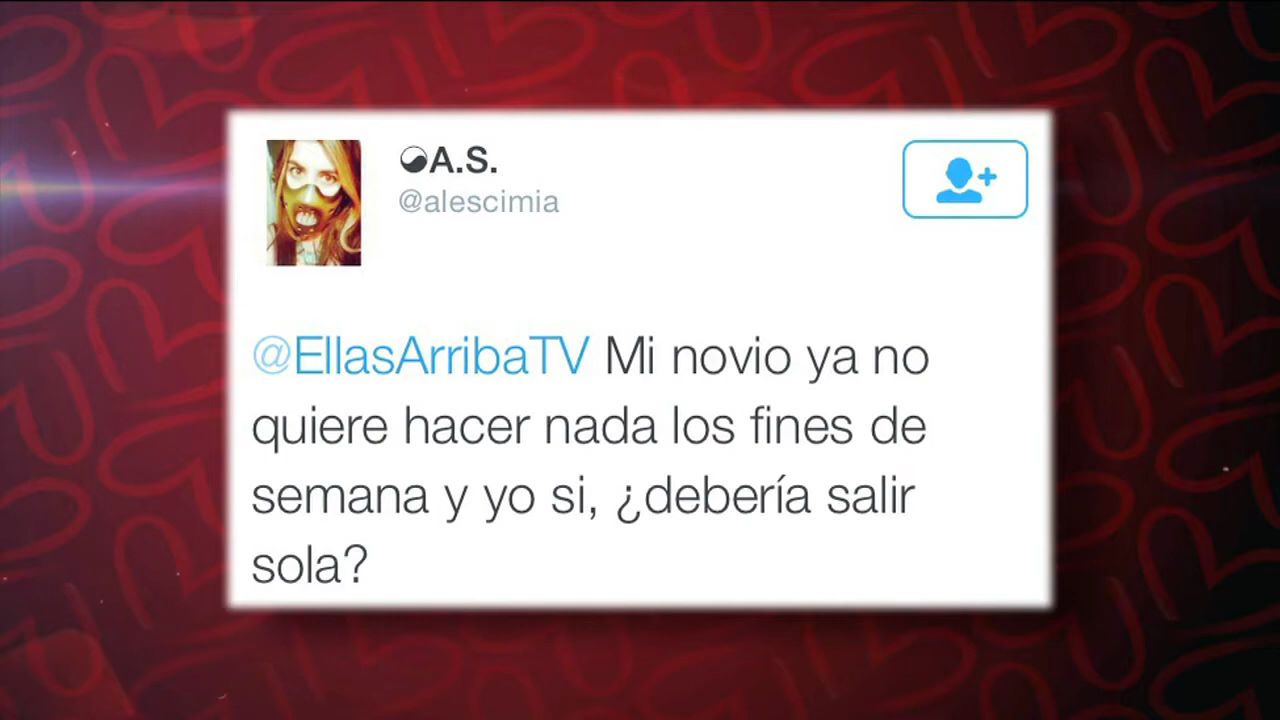 A.S.
@alescimia
@EllasArribaTV Mi novio ya no
quiere hacer nada los fines de
semana y yo si, ¿debería salir
sola?